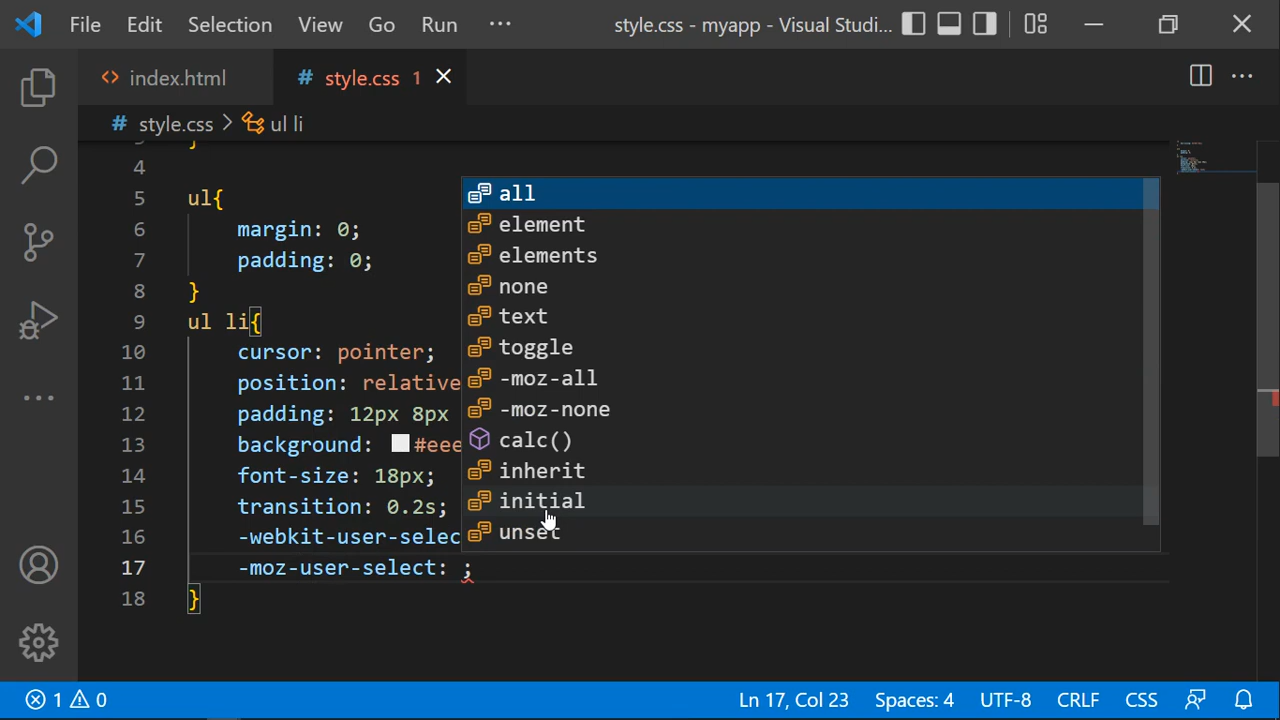 File Edit Selection View Go Run ··· style.css - myapp - Visual Studi...
<> index.html # style.css 1
# style.css > ul li
4
5 ul{
6 margin: 0;
7 padding: 0;
8 }
9 ul li{
10 cursor: pointer;
11 position: relative
12 padding: 12px 8px
13 background: #eee
14 font-size: 18px;
15 transition: 0.2s;
16 -webkit-user-selec
17 -moz-user-select: ;
18 }
all
element
elements
none
text
toggle
-moz-all
-moz-none
calc()
inherit
initial
unset
1 0 Ln 17, Col 23 Spaces: 4 UTF-8 CRLF CSS